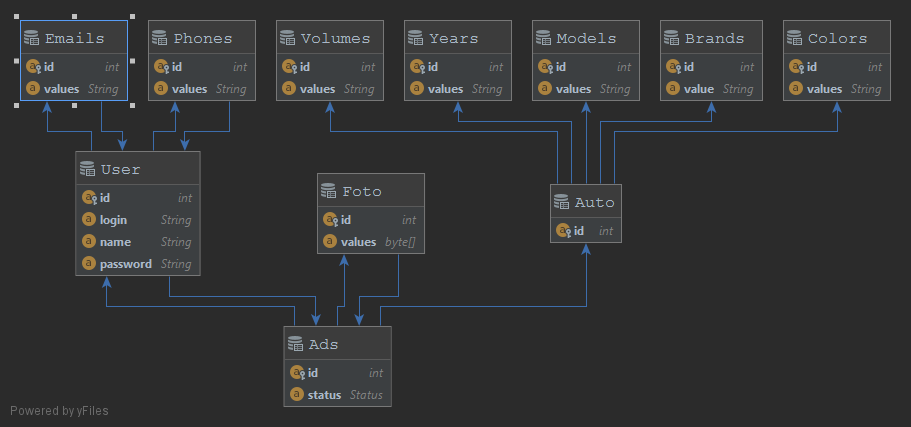 Emails
id int
values String
Phones
id int
values String
Volumes
id int
values String
Years
id int
values String
Models
id int
values String
Brands
id int
value String
Colors
id int
values String
User
id int
login String
name String
password String
Foto
id int
values byte[]
Auto
id int
Ads
id int
status Status
Powered by yFiles